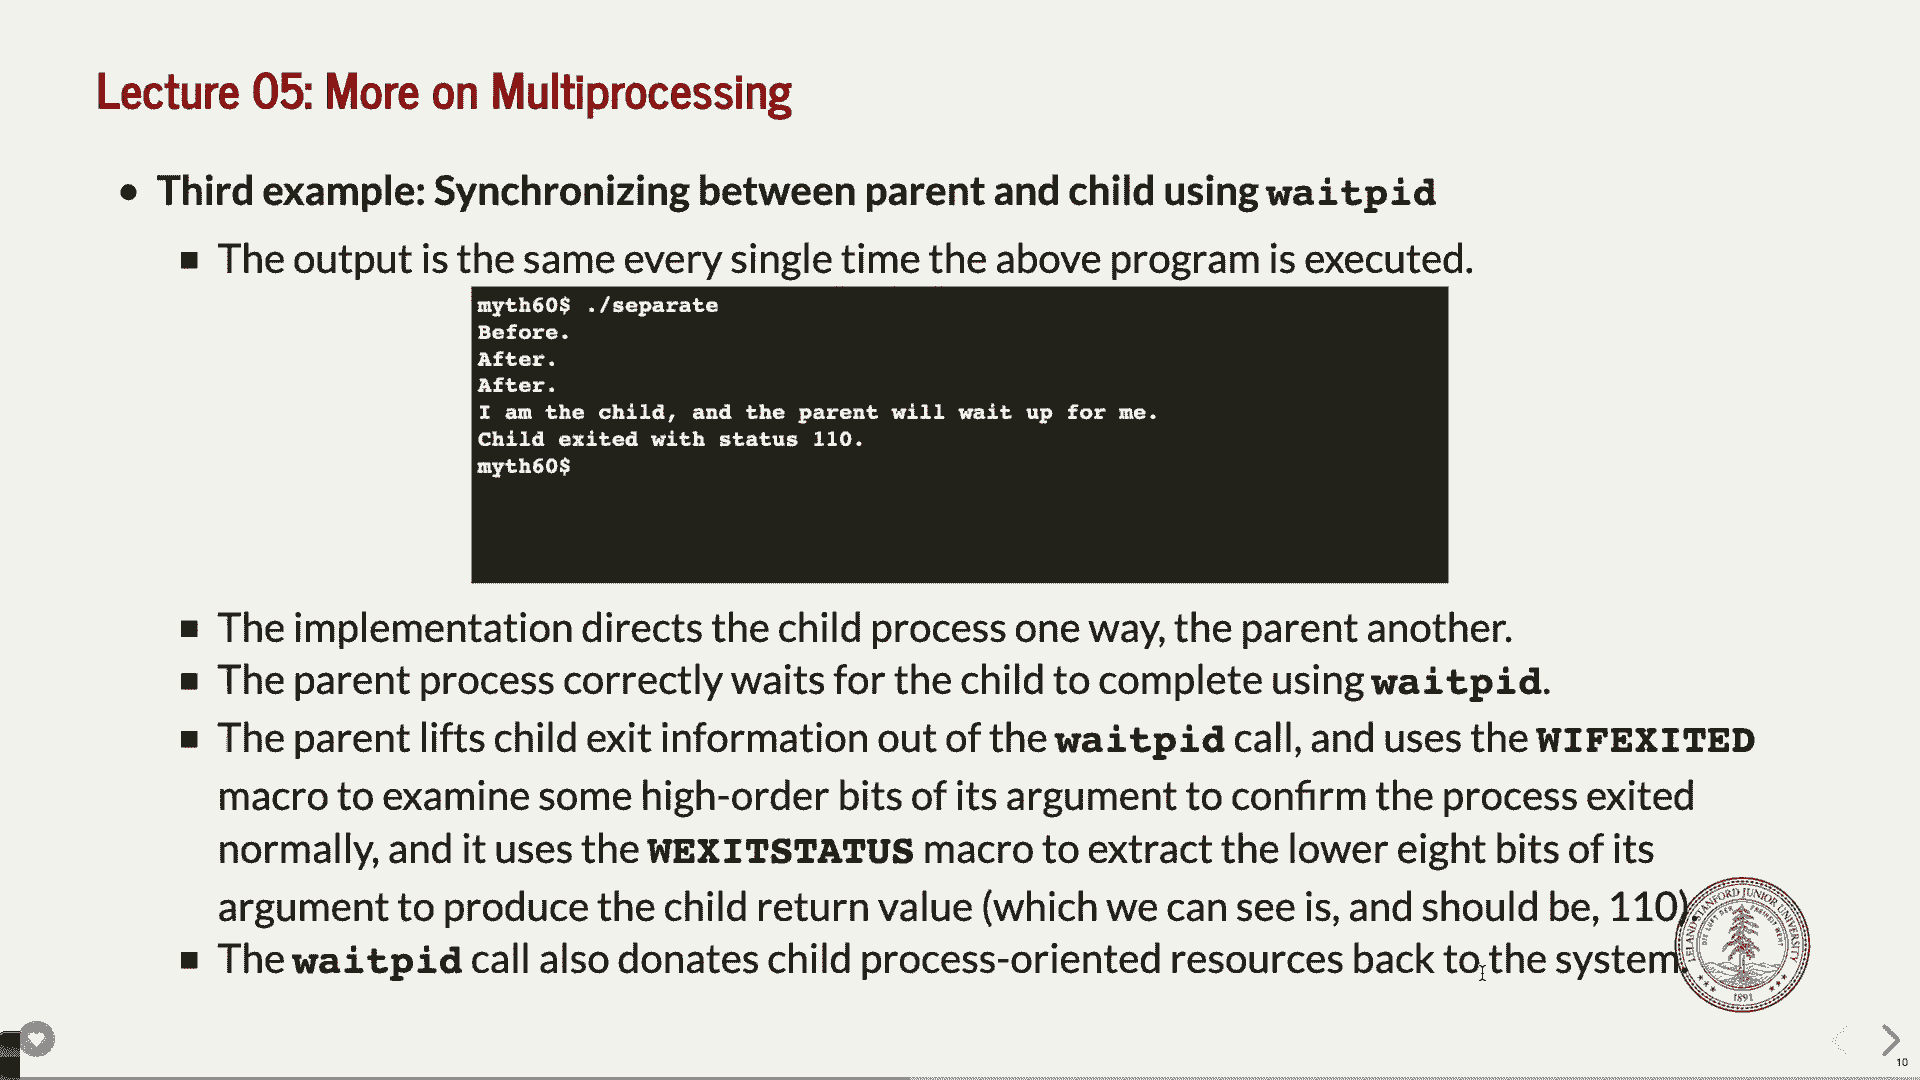 Lecture 05: More on Multiprocessing
• Third example: Synchronizing between parent and child using waitpid
▪ The output is the same every single time the above program is executed.
myth60$ ./separate
Before.
After.
After.
I am the child, and the parent will wait up for me.
Child exited with status 110.
myth60$
▪ The implementation directs the child process one way, the parent another.
▪ The parent process correctly waits for the child to complete using waitpid.
▪ The parent lifts child exit information out of the waitpid call, and uses the WIFEXITED
macro to examine some high-order bits of its argument to confirm the process exited
normally, and it uses the WEXITSTATUS macro to extract the lower eight bits of its
argument to produce the child return value (which we can see is, and should be, 110).
▪ The waitpid call also donates child process-oriented resources back to the system.
LELAND STANFORD JUNIOR UNIVERSITY
1891
10